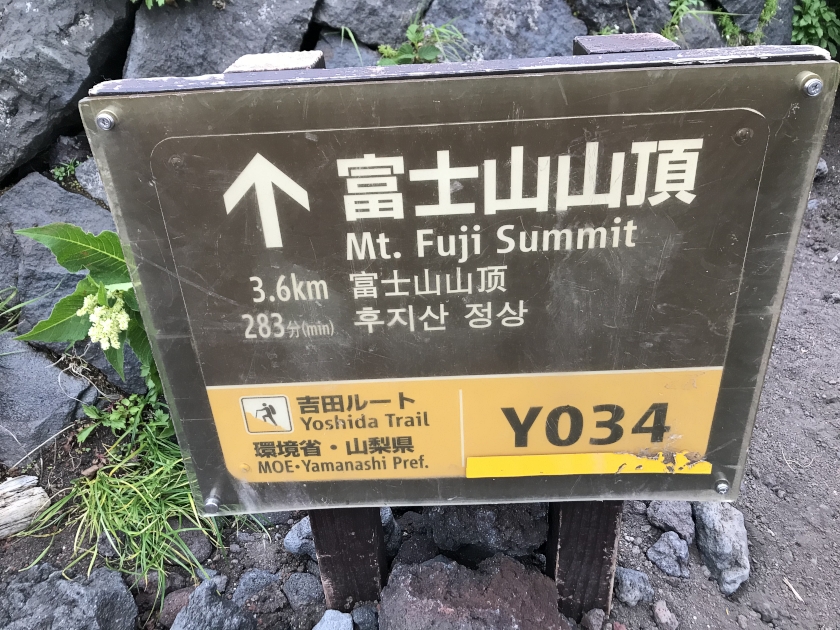 ↑ 富士山山頂
Mt. Fuji Summit
3.6km 富士山山顶
283分(min) 후지산 정상
吉田ルート
Yoshida Trail
環境省・山梨県
MOE・Yamanashi Pref.
Y034